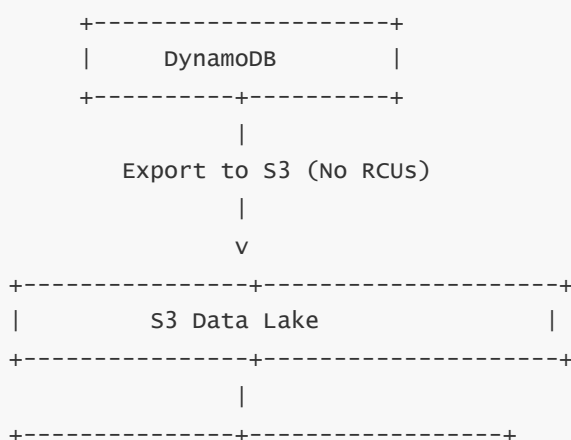 +---------------------+
|     DynamoDB        |
+----------+----------+
|
Export to S3 (No RCUs)
|
v
+---------------+--------------------+
|        S3 Data Lake               |
+---------------+--------------------+
|
+--------------+-----------------+